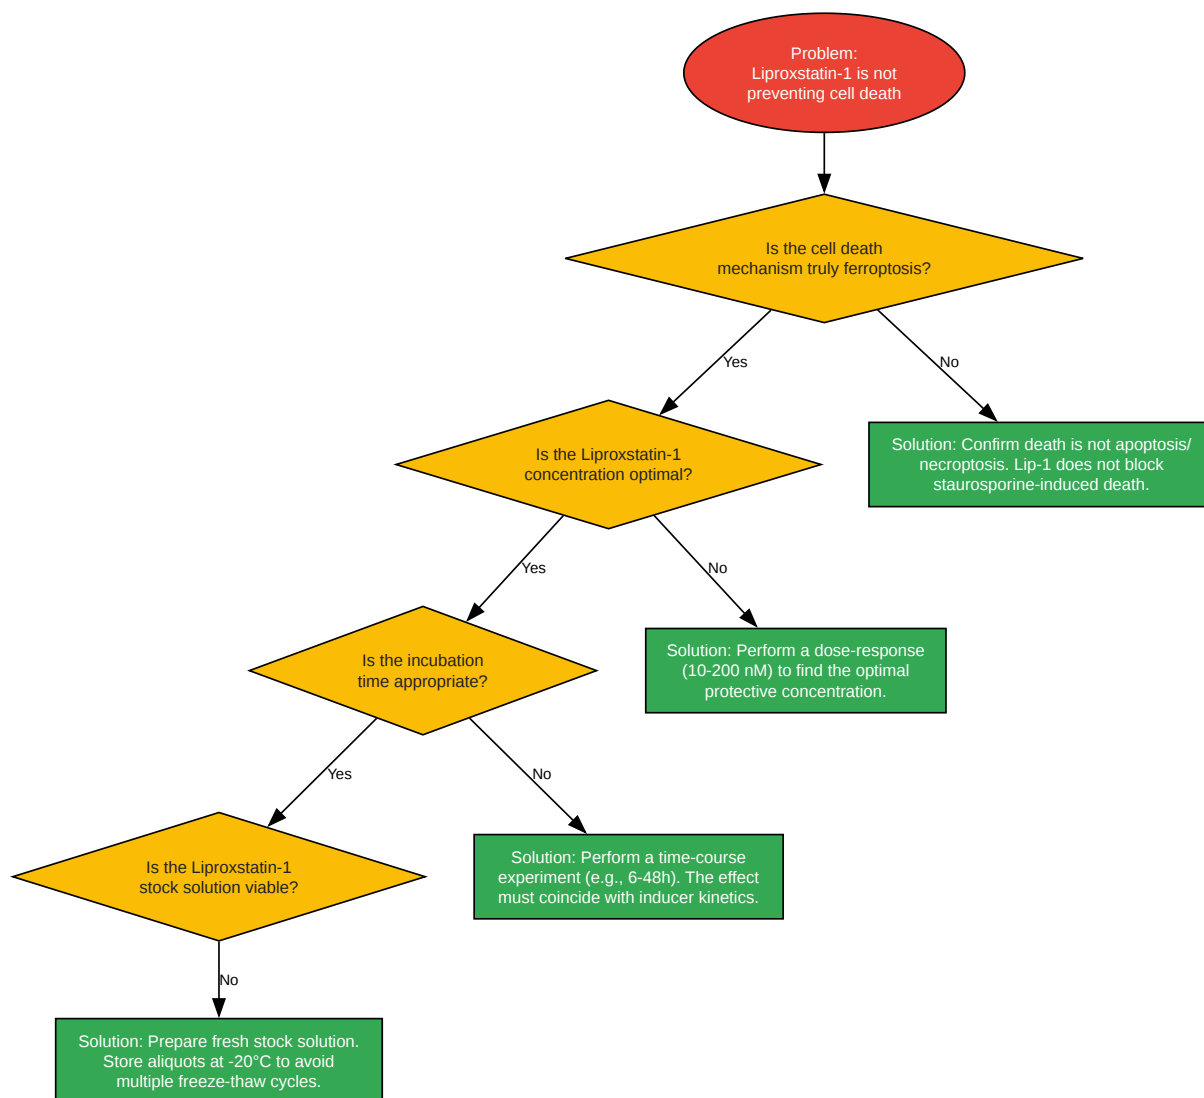 Problem:
Liproxstatin-1 is not
preventing cell death
Is the cell death
mechanism truly ferroptosis?
Yes
No
Is the Liproxstatin-1
concentration optimal?
Solution: Confirm death is not apoptosis/
necroptosis. Lip-1 does not block
staurosporine-induced death.
Yes
No
Is the incubation
time appropriate?
Solution: Perform a dose-response
(10-200 nM) to find the optimal
protective concentration.
Yes
No
Is the Liproxstatin-1
stock solution viable?
Solution: Perform a time-course
experiment (e.g., 6-48h). The effect
must coincide with inducer kinetics.
No
Solution: Prepare fresh stock solution.
Store aliquots at -20°C to avoid
multiple freeze-thaw cycles.